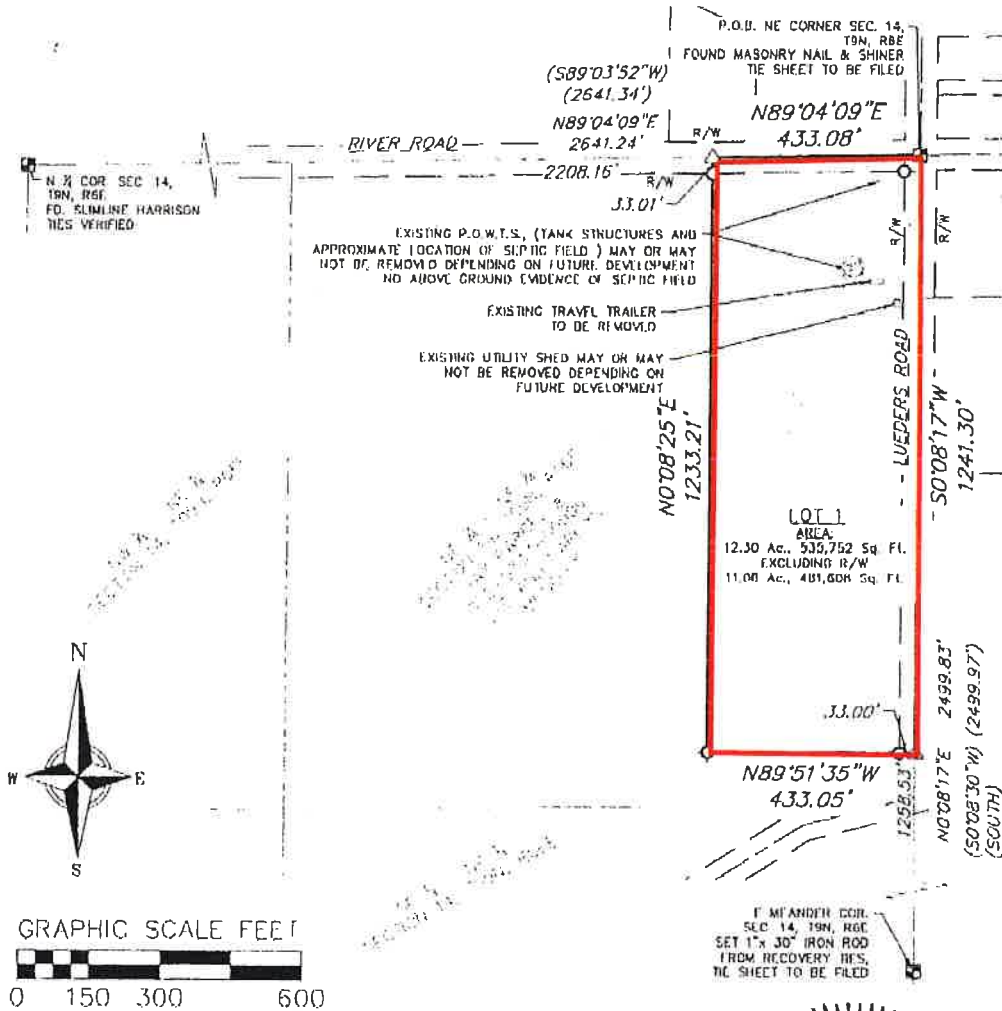 P.O.B. NE CORNER SEC. 14,
T9N, R6E
FOUND MASONRY NAIL & SHINER
TIE SHEET TO BE FILED
(S89°03'52"W)
(2641.34')
N89°04'09"E
2641.24'
N89°04'09"E
433.08'
R/W
RIVER ROAD
2208.16'
R/W
33.01'
N ¼ COR SEC 14,
T9N, R6E
FD. SLIMLINE HARRISON
TIES VERIFIED
R/W
R/W
EXISTING P.O.W.T.S., (TANK STRUCTURES AND
APPROXIMATE LOCATION OF SEPTIC FIELD ) MAY OR MAY
NOT BE REMOVED DEPENDING ON FUTURE DEVELOPMENT
NO ABOVE GROUND EVIDENCE OF SEPTIC FIELD
EXISTING TRAVEL TRAILER
TO BE REMOVED
EXISTING UTILITY SHED MAY OR MAY
NOT BE REMOVED DEPENDING ON
FUTURE DEVELOPMENT
LUEDERS ROAD
N0°08'25"E
1233.21'
S0°08'17"W
1241.30'
LOT 1
AREA:
12.30 Ac., 535,752 Sq. Ft.
EXCLUDING R/W
Sq. Ft.
33.00'
N89°51'35"W
433.05'
1258.53'
N0°08'17"E 2499.83'
(S0°08'30"W) (2499.97')
(SOUTH)
N
W
E
S
E MEANDER COR.
SEC 14, T9N, R6E
SET 1"x 30" IRON ROD
FROM RECOVERY TIES,
TIE SHEET TO BE FILED
GRAPHIC SCALE FEET
0 150 300 600